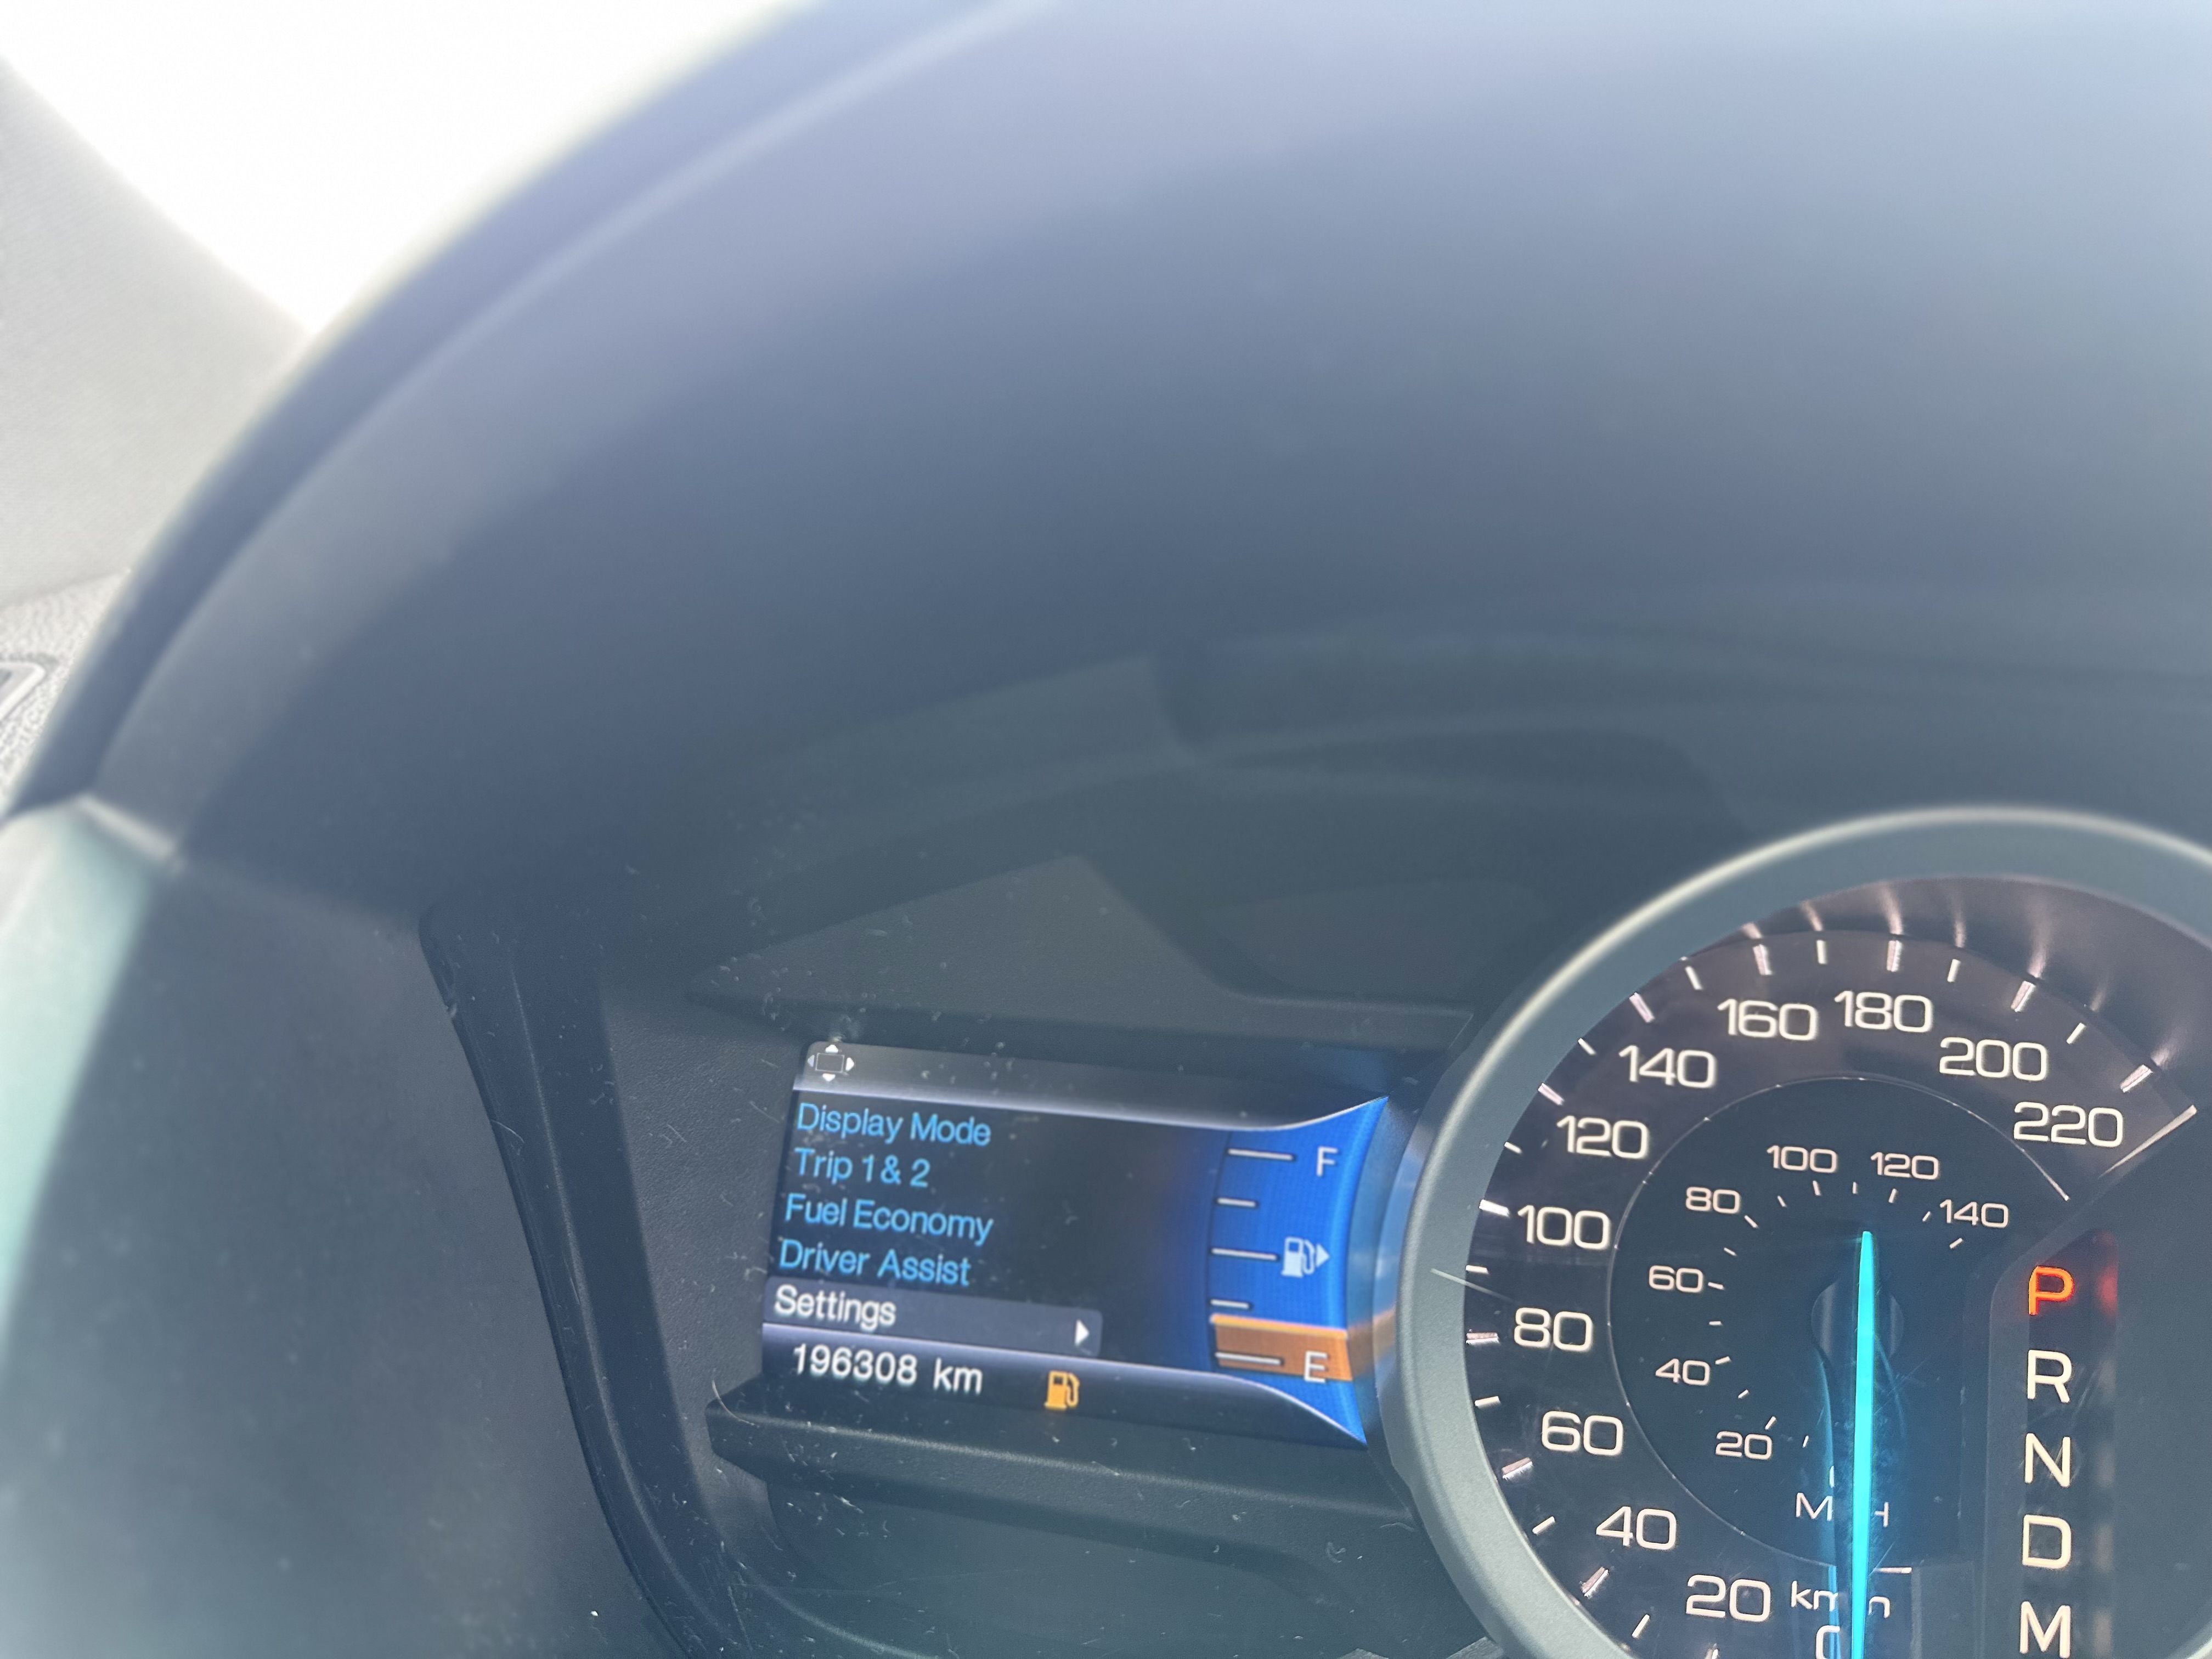 Display Mode
Trip 1 & 2
Fuel Economy
Driver Assist
Settings
196308 km
F
E
20
40
60
80
100
120
140
160
180
200
220
20
40
60
80
100
120
140
P
R
N
D
M